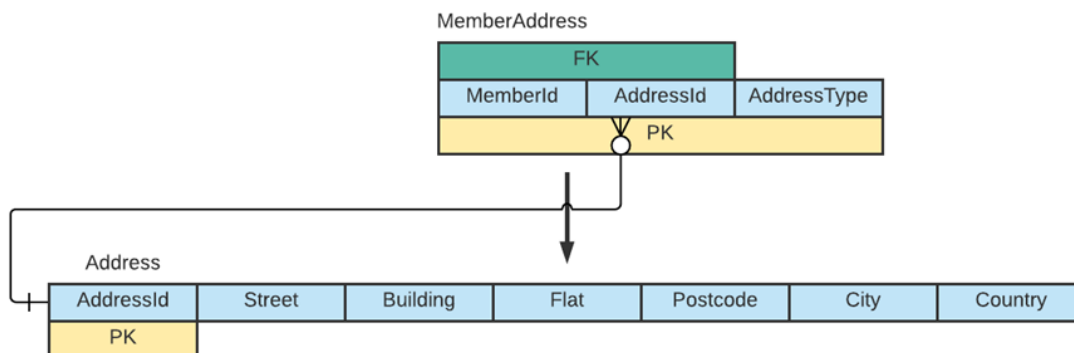 MemberAddress
FK
MemberId AddressId AddressType
PK
Address
AddressId Street Building Flat Postcode City Country
PK